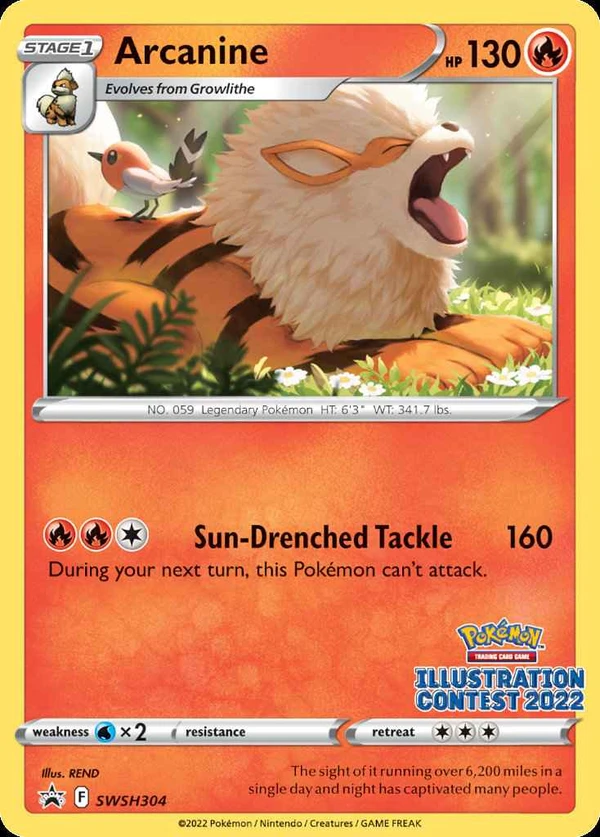 STAGE1
Arcanine
HP 130
Evolves from Growlithe
NO. 059 Legendary Pokémon HT: 6'3" WT: 341.7 lbs.
Sun-Drenched Tackle 160
During your next turn, this Pokémon can't attack.
Pokémon
TRADING CARD GAME
ILLUSTRATION
CONTEST 2022
weakness ×2 resistance retreat
Illus. REND
The sight of it running over 6,200 miles in a
single day and night has captivated many people.
F SWSH304
©2022 Pokémon / Nintendo / Creatures / GAME FREAK